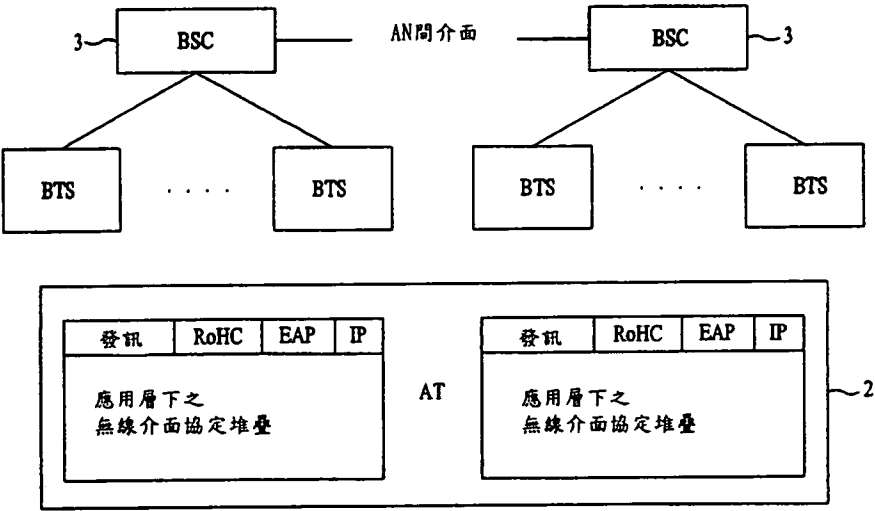 3 BSC AN間介面 BSC 3
BTS . . . . BTS BTS . . . . BTS
發訊 RoHC EAP IP 發訊 RoHC EAP IP
AT 2
應用層下之 應用層下之
無線介面協定堆疊 無線介面協定堆疊